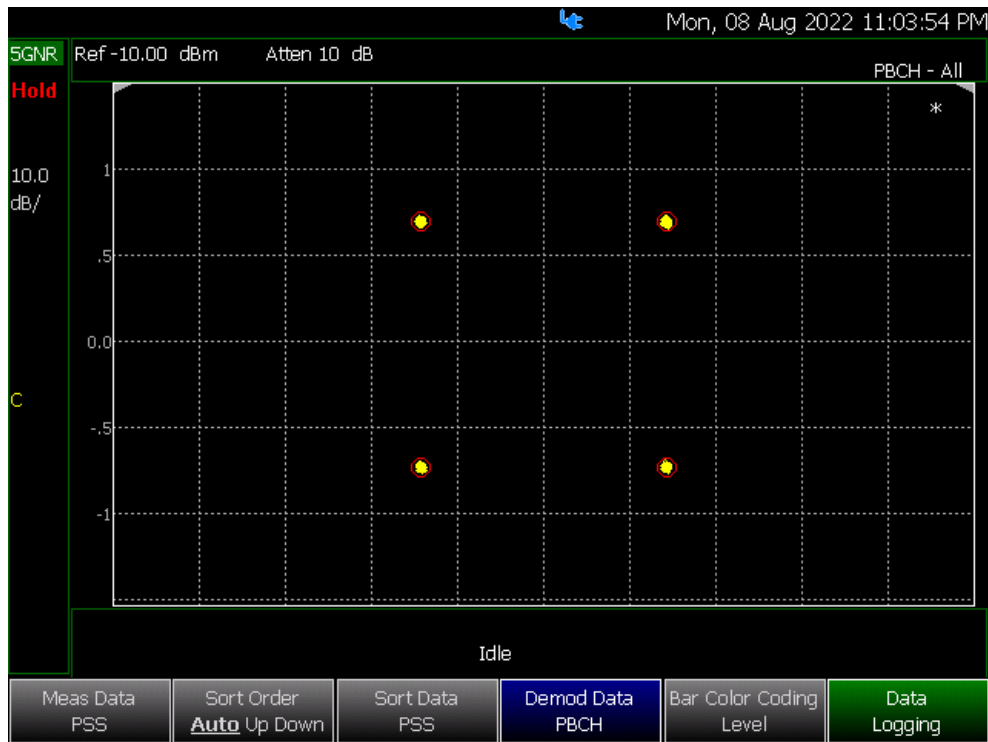 Mon, 08 Aug 2022 11:03:54 PM
5GNR Ref -10.00 dBm Atten 10 dB
PBCH - All
Hold
*
10.0
dB/
1
.5
0.0
C
-.5
-1
Idle
Meas Data
PSS
Sort Order
Auto Up Down
Sort Data
PSS
Demod Data
PBCH
Bar Color Coding
Level
Data
Logging